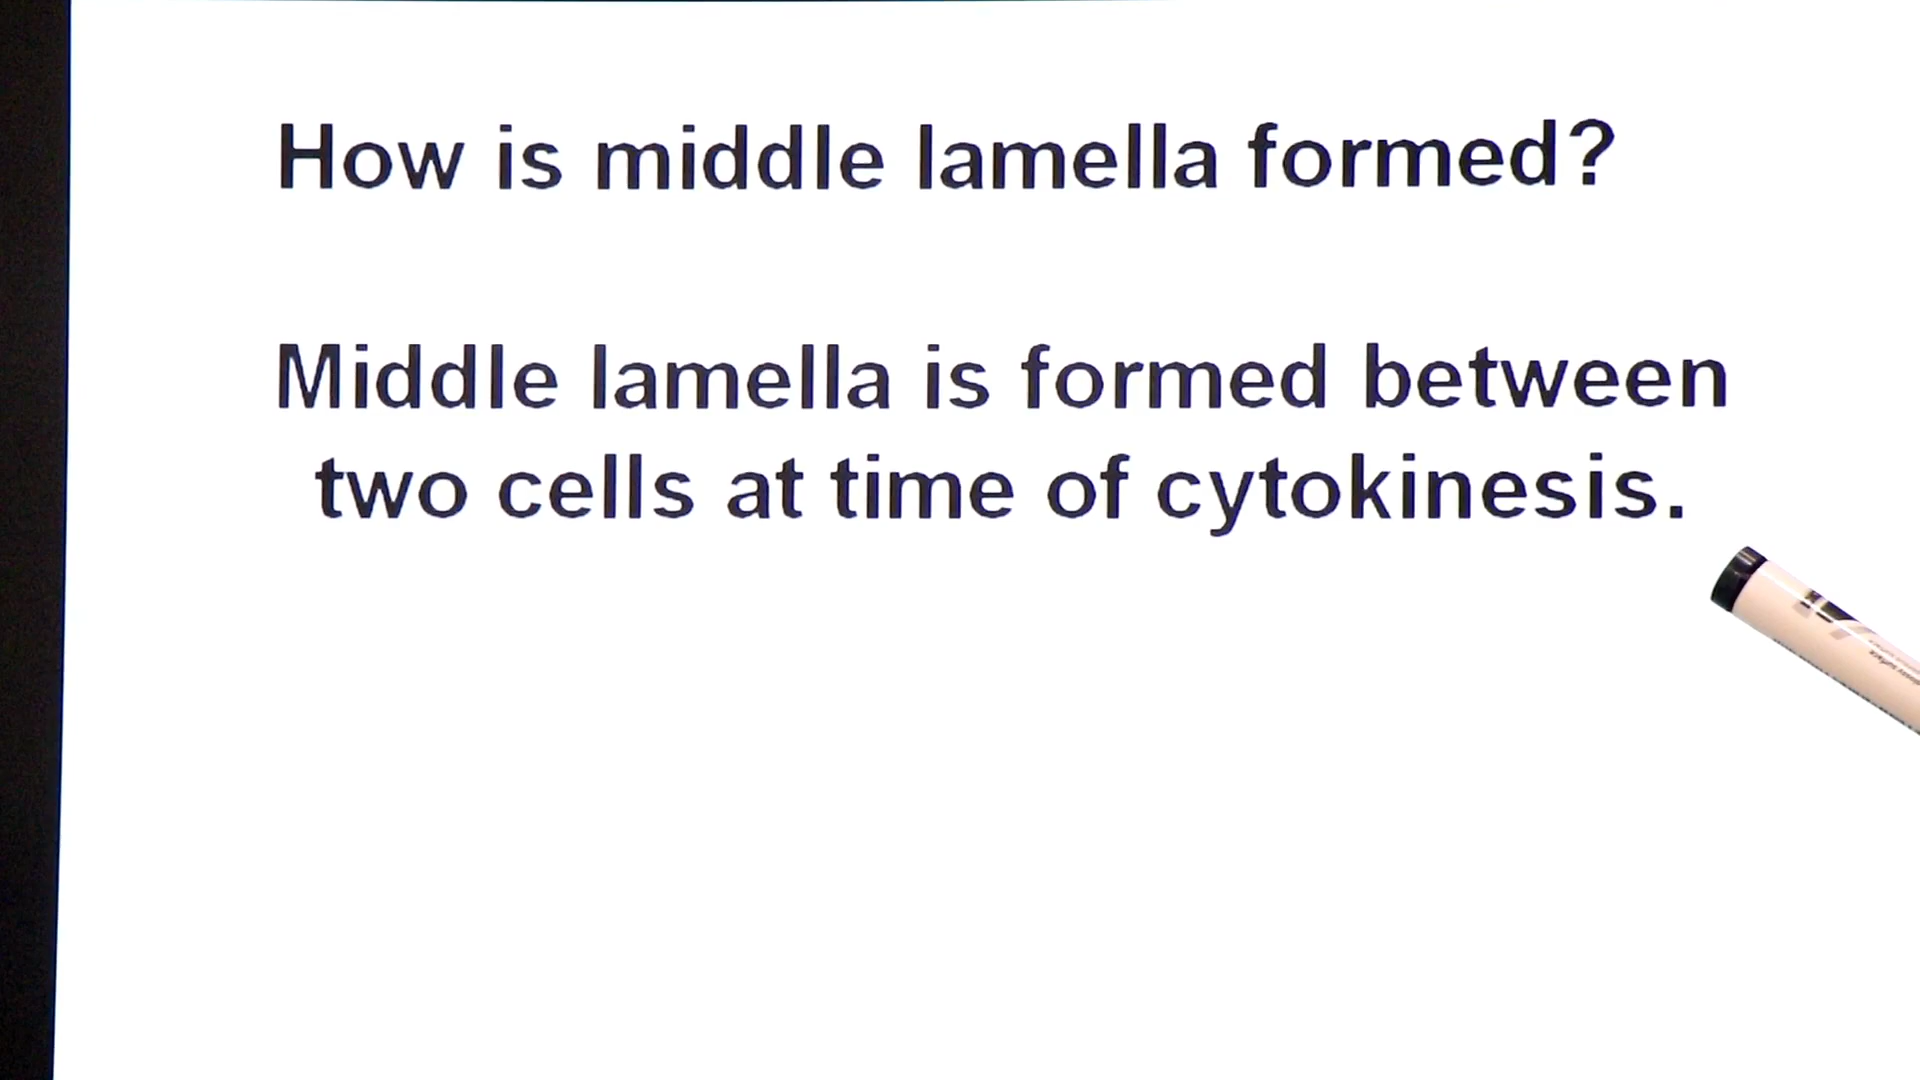 How is middle lamella formed?
Middle lamella is formed between
two cells at time of cytokinesis.